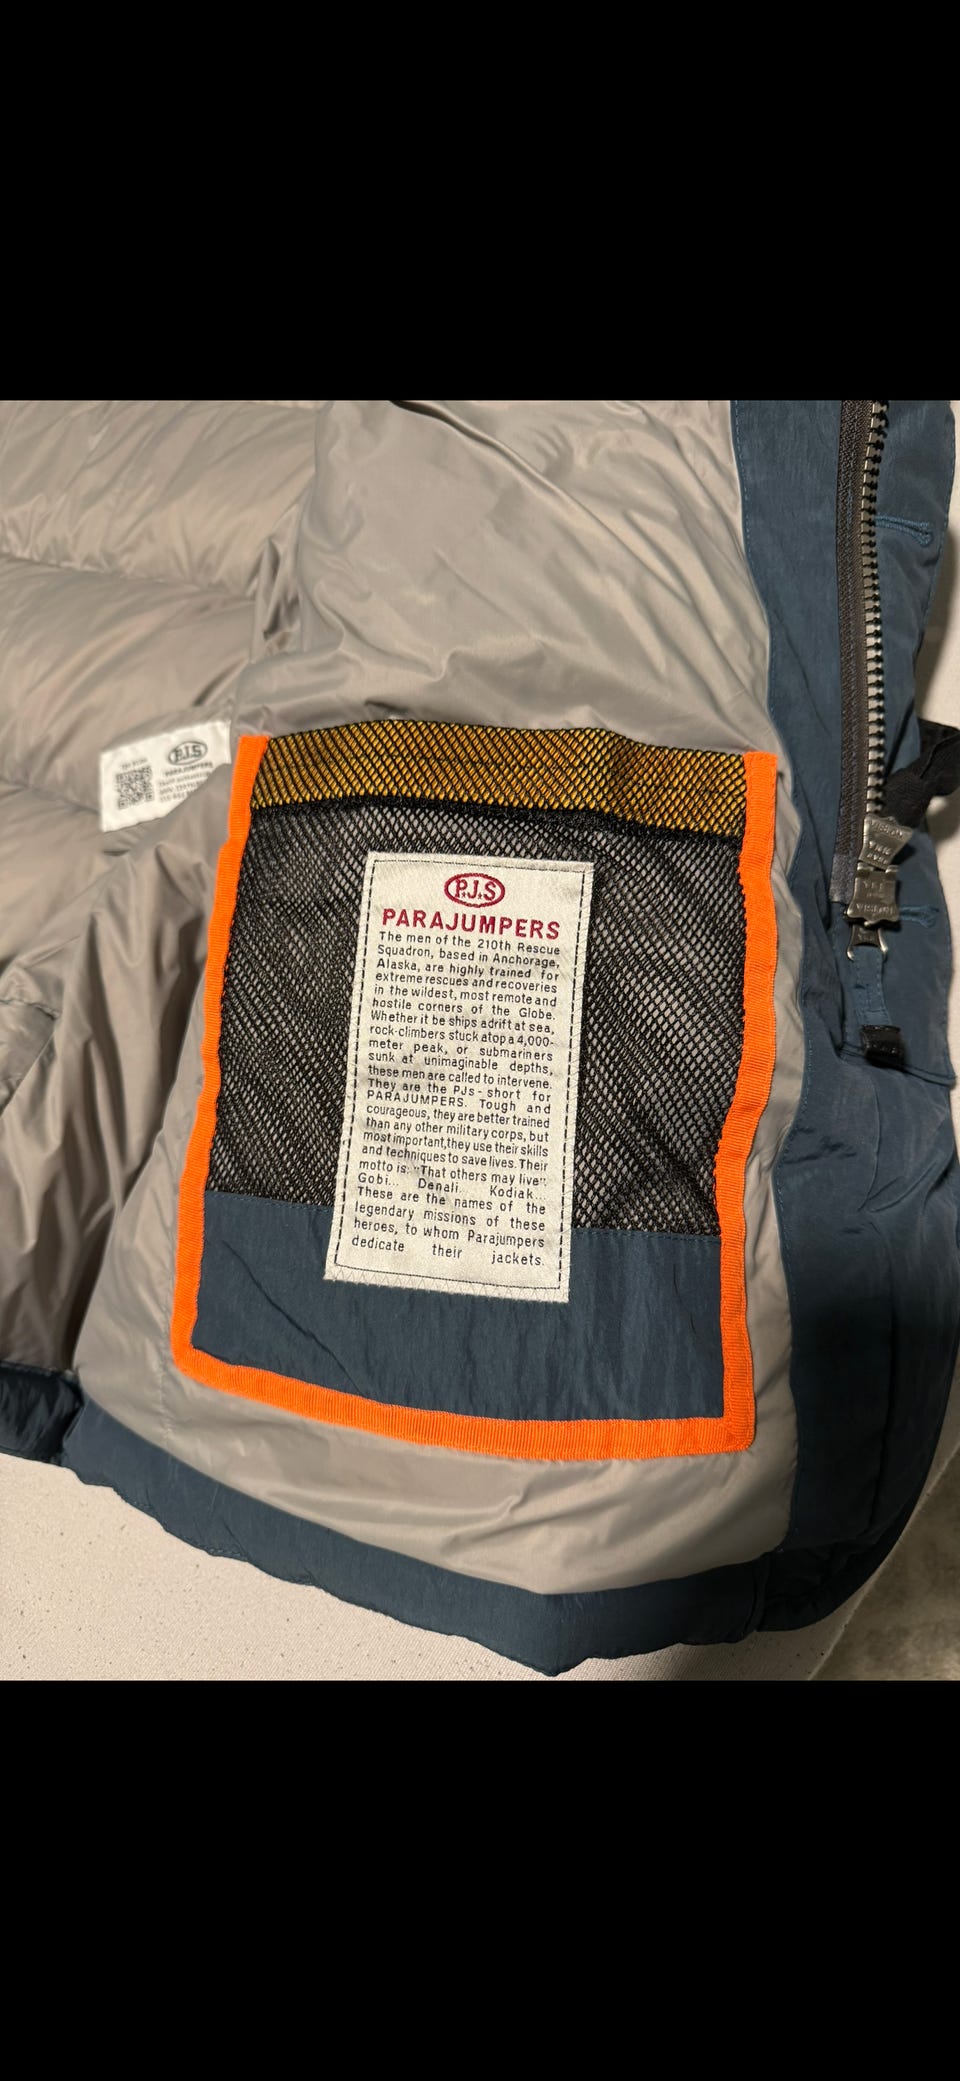 P.J.S
PARAJUMPERS
P.J.S
PARAJUMPERS
The men of the 210th Rescue
Squadron, based in Anchorage,
Alaska, are highly trained for
extreme rescues and recoveries
in the wildest, most remote and
hostile corners of the Globe.
Whether it be ships adrift at sea,
rock-climbers stuck atop a 4,000-
meter peak, or submariners
sunk at unimaginable depths,
these men are called to intervene.
They are the PJs - short for
PARAJUMPERS. Tough and
courageous, they are better trained
than any other military corps, but
most important, they use their skills
and techniques to save lives. Their
motto is: "That others may live".
Gobi... Denali... Kodiak...
These are the names of the
legendary missions of these
heroes, to whom Parajumpers
dedicate their jackets.